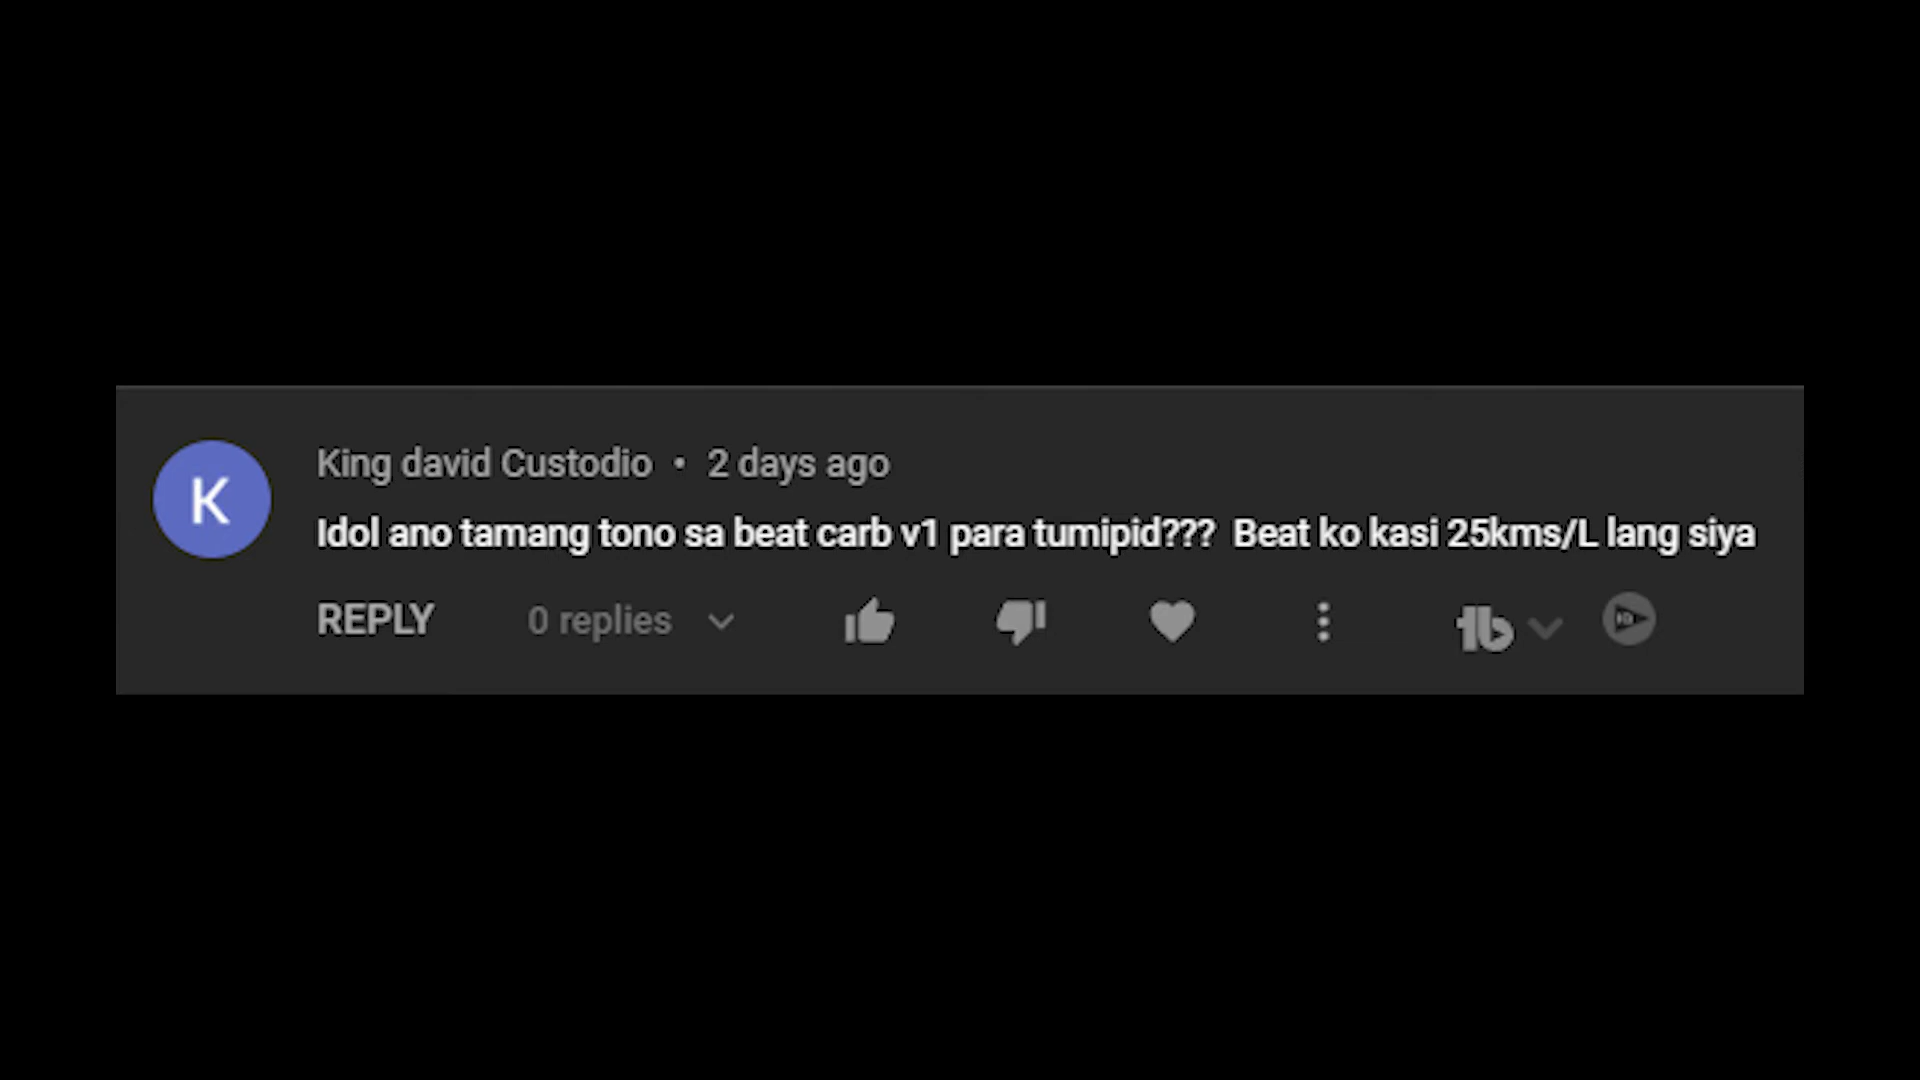 K
King david Custodio • 2 days ago
Idol ano tamang tono sa beat carb v1 para tumipid??? Beat ko kasi 25kms/L lang siya
REPLY 0 replies